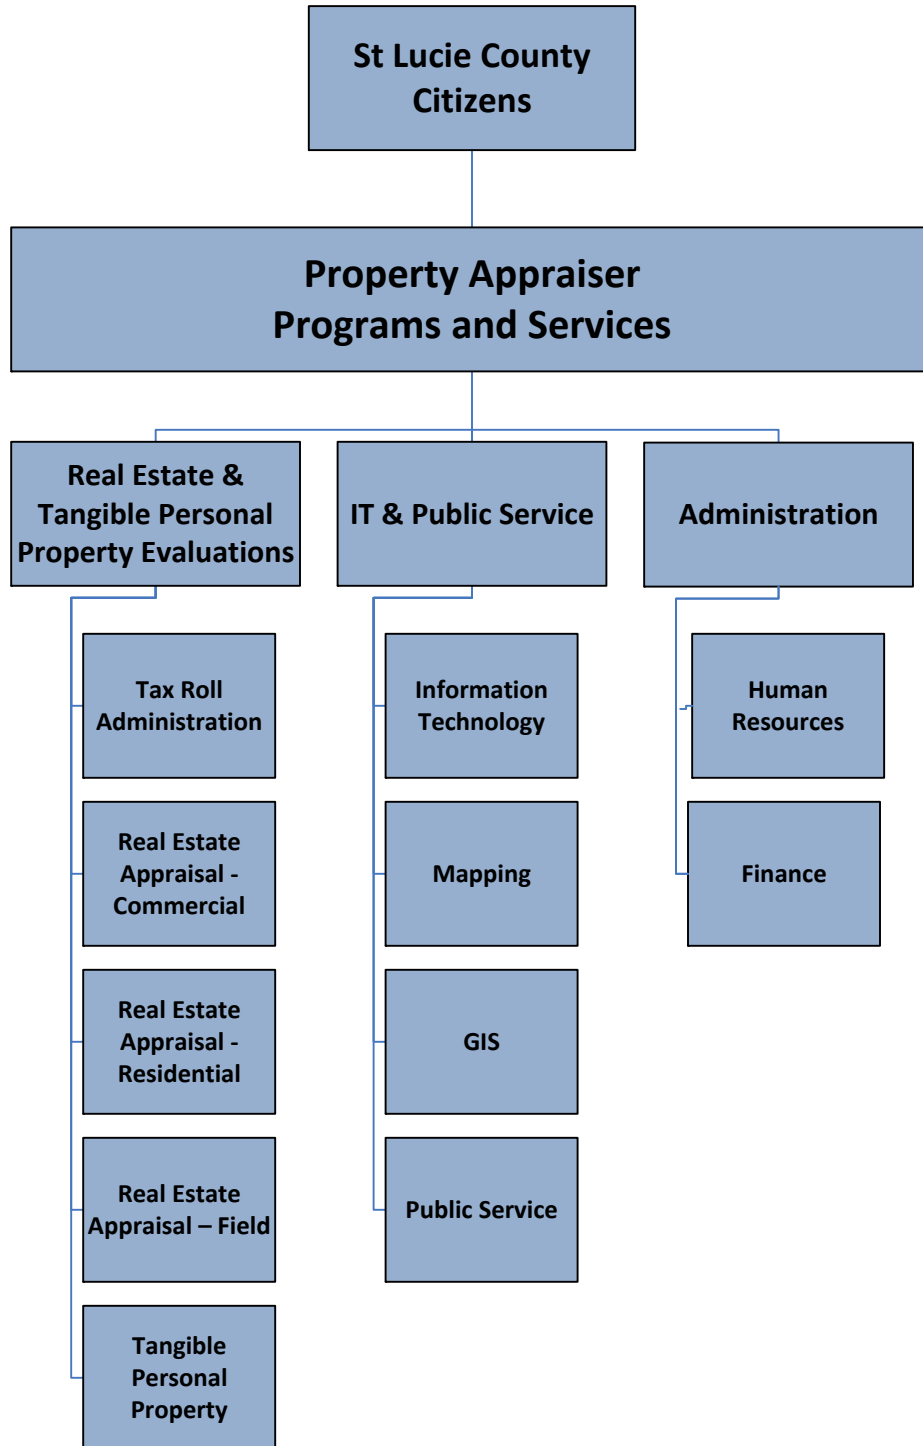 St Lucie County
Citizens
Property Appraiser
Programs and Services
Real Estate &
Tangible Personal
Property Evaluations
IT & Public Service
Administration
Tax Roll
Administration
Information
Technology
Human
Resources
Real Estate
Appraisal -
Commercial
Mapping
Finance
Real Estate
Appraisal -
Residential
GIS
Real Estate
Appraisal – Field
Public Service
Tangible
Personal
Property